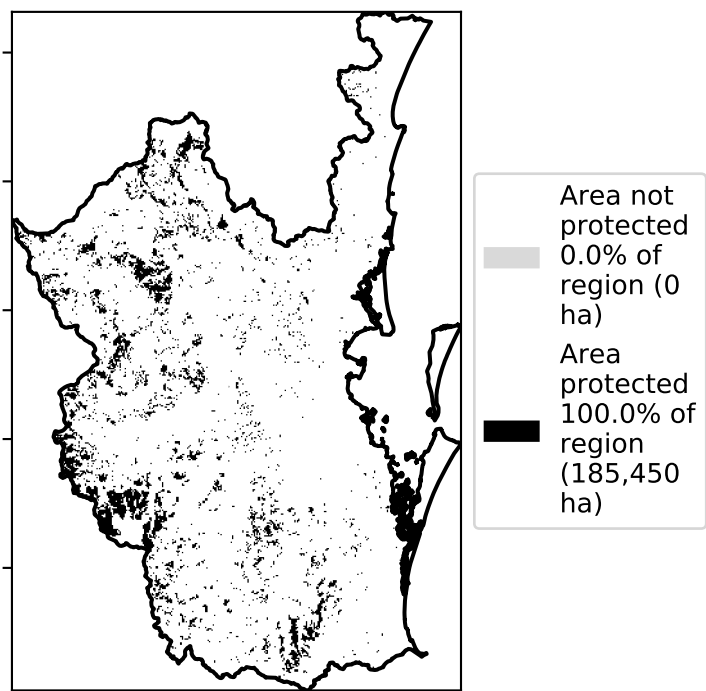 Area not
protected
0.0% of
region (0
ha)
Area
protected
100.0% of
region
(185,450
ha)